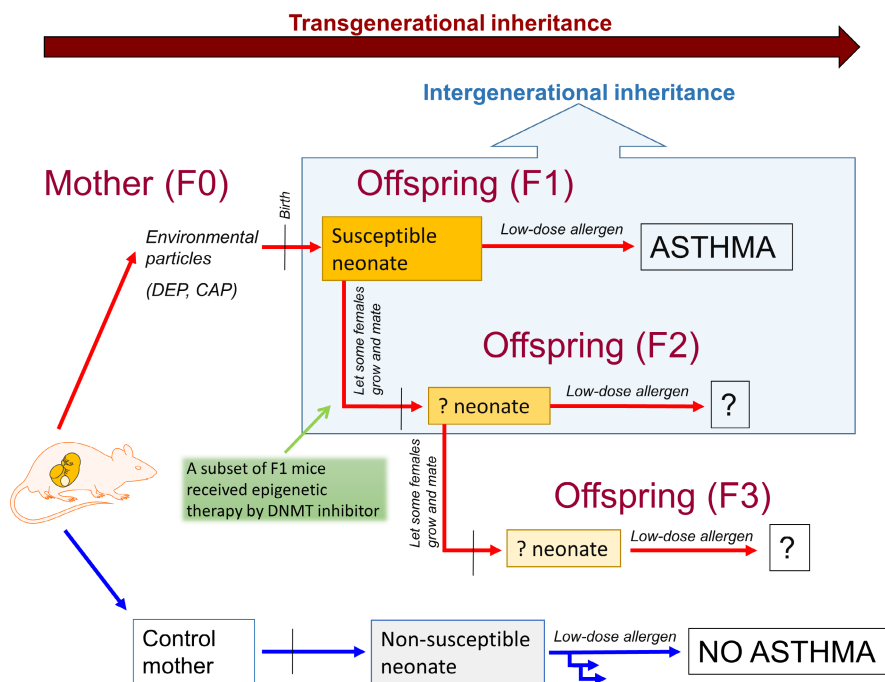 Transgenerational inheritance
Intergenerational inheritance
Mother (F0)
Offspring (F1)
Birth
Environmental
particles
(DEP, CAP)
Susceptible
neonate
Low-dose allergen
ASTHMA
Let some females
grow and mate
Offspring (F2)
? neonate
Low-dose allergen
?
A subset of F1 mice
received epigenetic
therapy by DNMT inhibitor
Let some females
grow and mate
Offspring (F3)
? neonate
Low-dose allergen
?
Control
mother
Non-susceptible
neonate
Low-dose allergen
NO ASTHMA